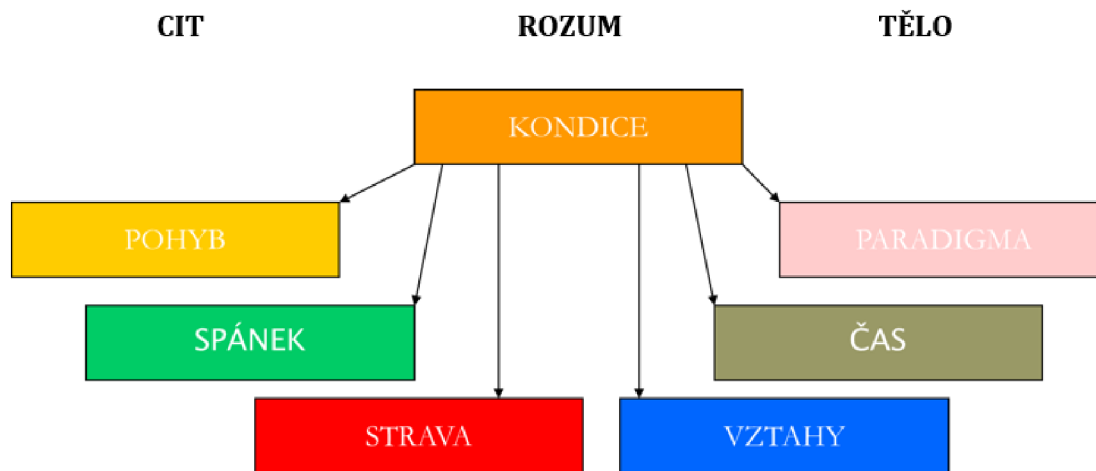 CIT ROZUM TĚLO
KONDICE
POHYB PARADIGMA
SPÁNEK ČAS
STRAVA VZTAHY